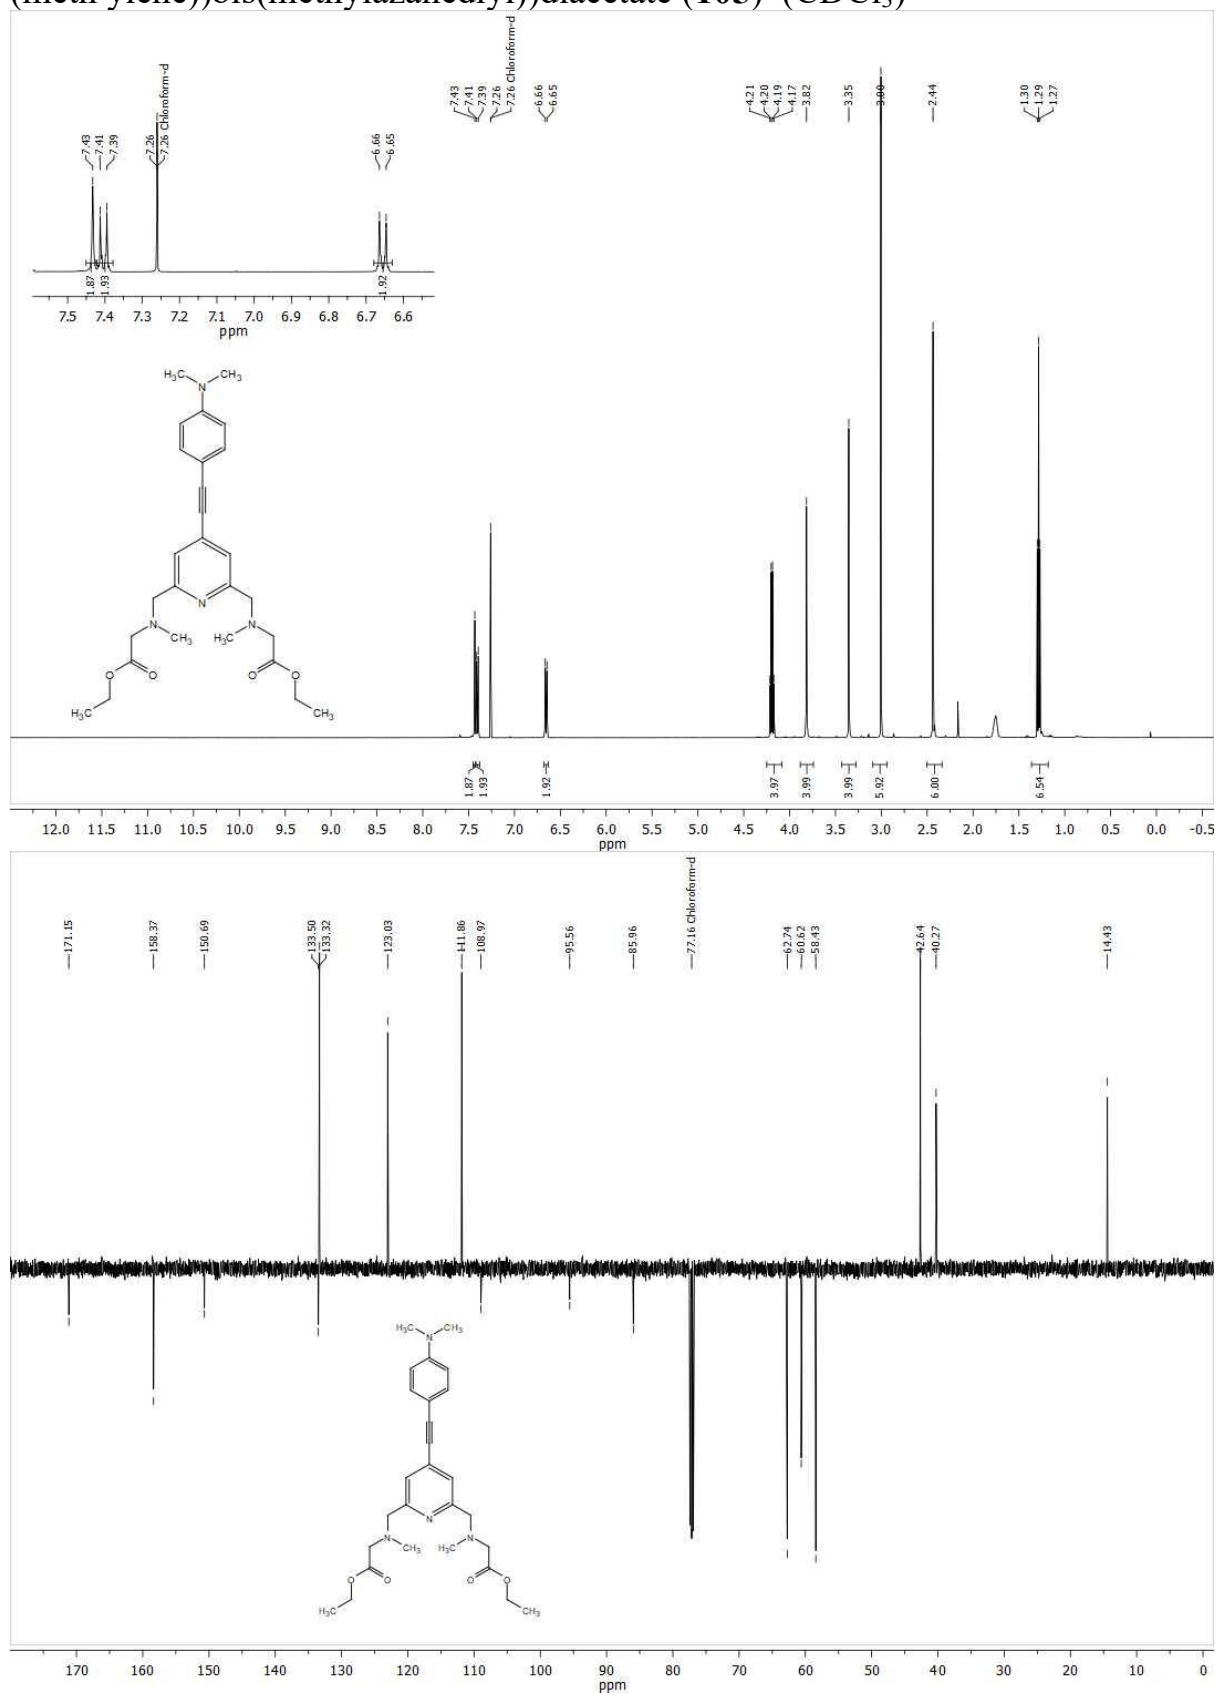 (methylene))bis(methylazanediyl))diacetate (CDCl3)
7.43
7.41
7.39
7.26
7.26 Chloroform-d
6.66
6.65
4.21
4.20
4.19
4.17
3.82
3.35
3.00
2.44
1.30
1.29
1.27
7.43
7.41
7.39
7.26
7.26 Chloroform-d
6.66
6.65
1.87
1.93
1.92
7.5 7.4 7.3 7.2 7.1 7.0 6.9 6.8 6.7 6.6
ppm
H3C N CH3
N
N CH3 H3C N
O O O O
H3C CH3
1.87
1.93
1.92
3.97
3.99
3.99
5.92
6.00
6.54
12.0 11.5 11.0 10.5 10.0 9.5 9.0 8.5 8.0 7.5 7.0 6.5 6.0 5.5 5.0 4.5 4.0 3.5 3.0 2.5 2.0 1.5 1.0 0.5 0.0 -0.5
ppm
171.15
158.37
150.69
133.50
133.32
123.03
111.86
108.97
95.56
85.96
77.16 Chloroform-d
62.74
60.62
58.43
42.64
40.27
14.43
H3C N CH3
N
N CH3 H3C N
O O O O
H3C CH3
170 160 150 140 130 120 110 100 90 80 70 60 50 40 30 20 10 0
ppm